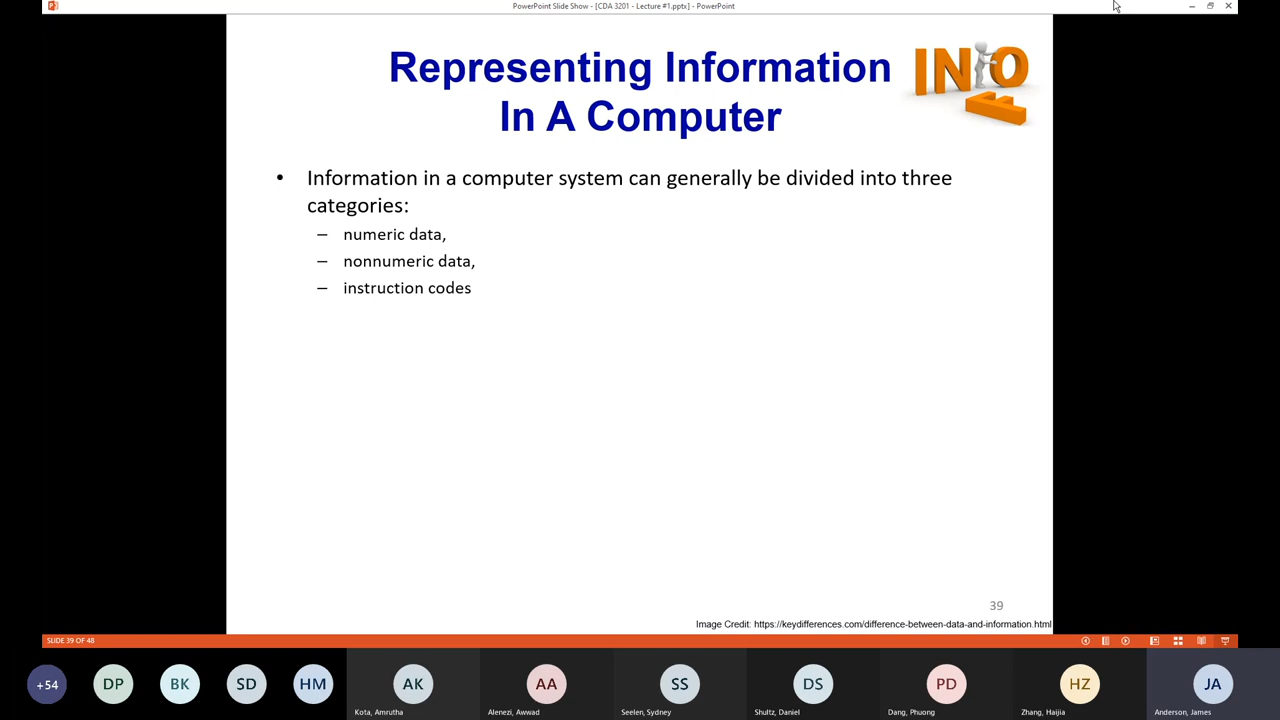 PowerPoint Slide Show - [CDA 3201 - Lecture #1.pptx] - PowerPoint
Representing Information
In A Computer
INFO
• Information in a computer system can generally be divided into three
categories:
– numeric data,
– nonnumeric data,
– instruction codes
39
Image Credit: https://keydifferences.com/difference-between-data-and-information.html
SLIDE 39 OF 48
+54
DP
BK
SD
HM
AK
AA
SS
DS
PD
HZ
JA
Kota, Amrutha
Alenezi, Awwad
Seelen, Sydney
Shultz, Daniel
Dang, Phuong
Zhang, Haijia
Anderson, James